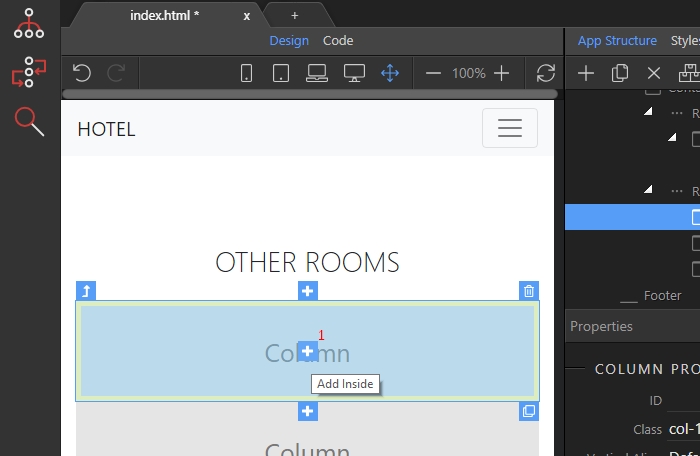 index.html * x +
Design Code
App Structure Styles
100%
HOTEL
R
R
OTHER ROOMS
1
Column
Add Inside
Column
Footer
Properties
COLUMN PRO
ID
Class col-1